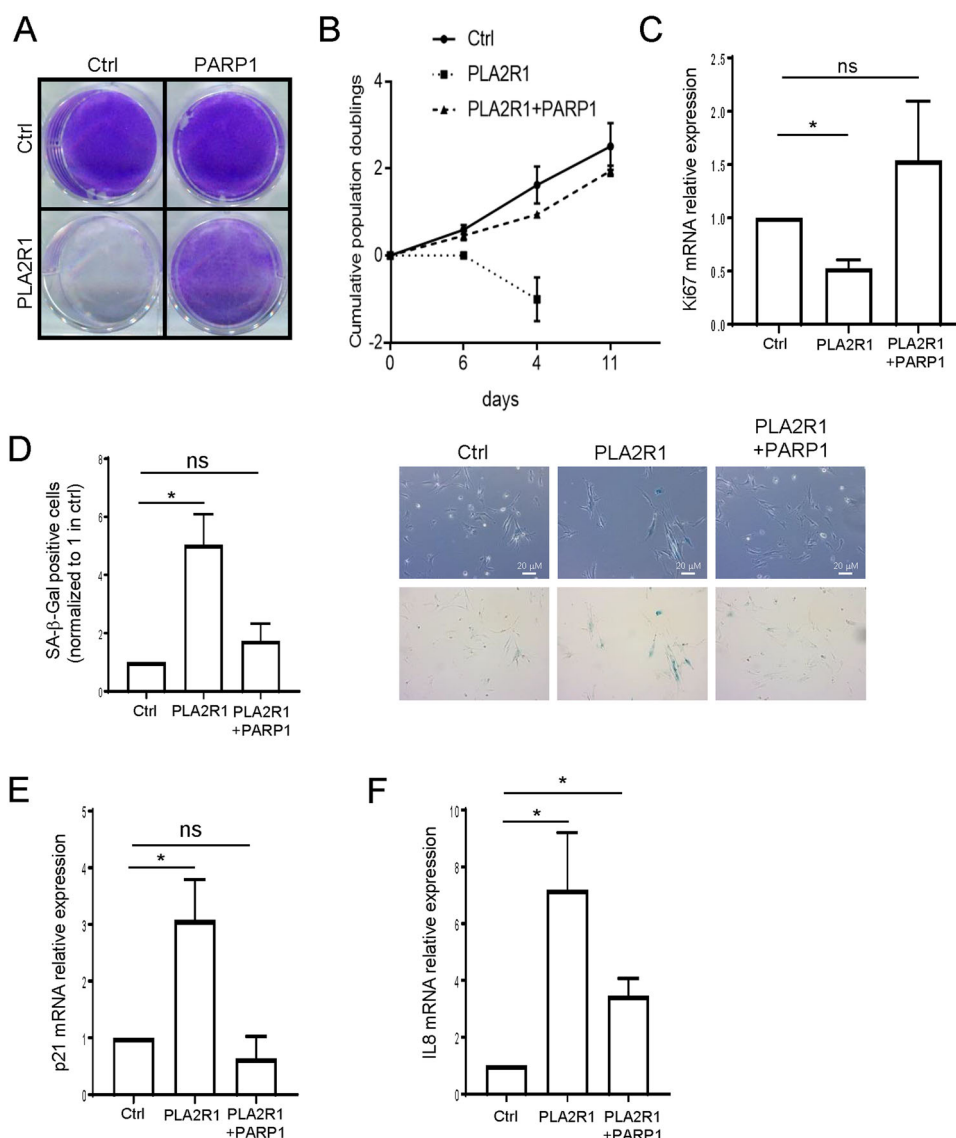 A
Ctrl PARP1
Ctrl
PLA2R1
B
Ctrl
PLA2R1
PLA2R1+PARP1
Cumulative population doublings
4
2
0
-2
0 6 4 11
days
C
Ki67 mRNA relative expression
2.5
2.0
1.5
1.0
0.5
0.0
ns
*
Ctrl PLA2R1 PLA2R1
+PARP1
D
SA-β-Gal positive cells
(normalized to 1 in ctrl)
8
6
4
2
0
ns
*
Ctrl PLA2R1 PLA2R1
+PARP1
Ctrl PLA2R1 PLA2R1
+PARP1
20 µM 20 µM 20 µM
E
p21 mRNA relative expression
5
4
3
2
1
0
ns
*
Ctrl PLA2R1 PLA2R1
+PARP1
F
IL8 mRNA relative expression
10
8
6
4
2
0
*
*
Ctrl PLA2R1 PLA2R1
+PARP1